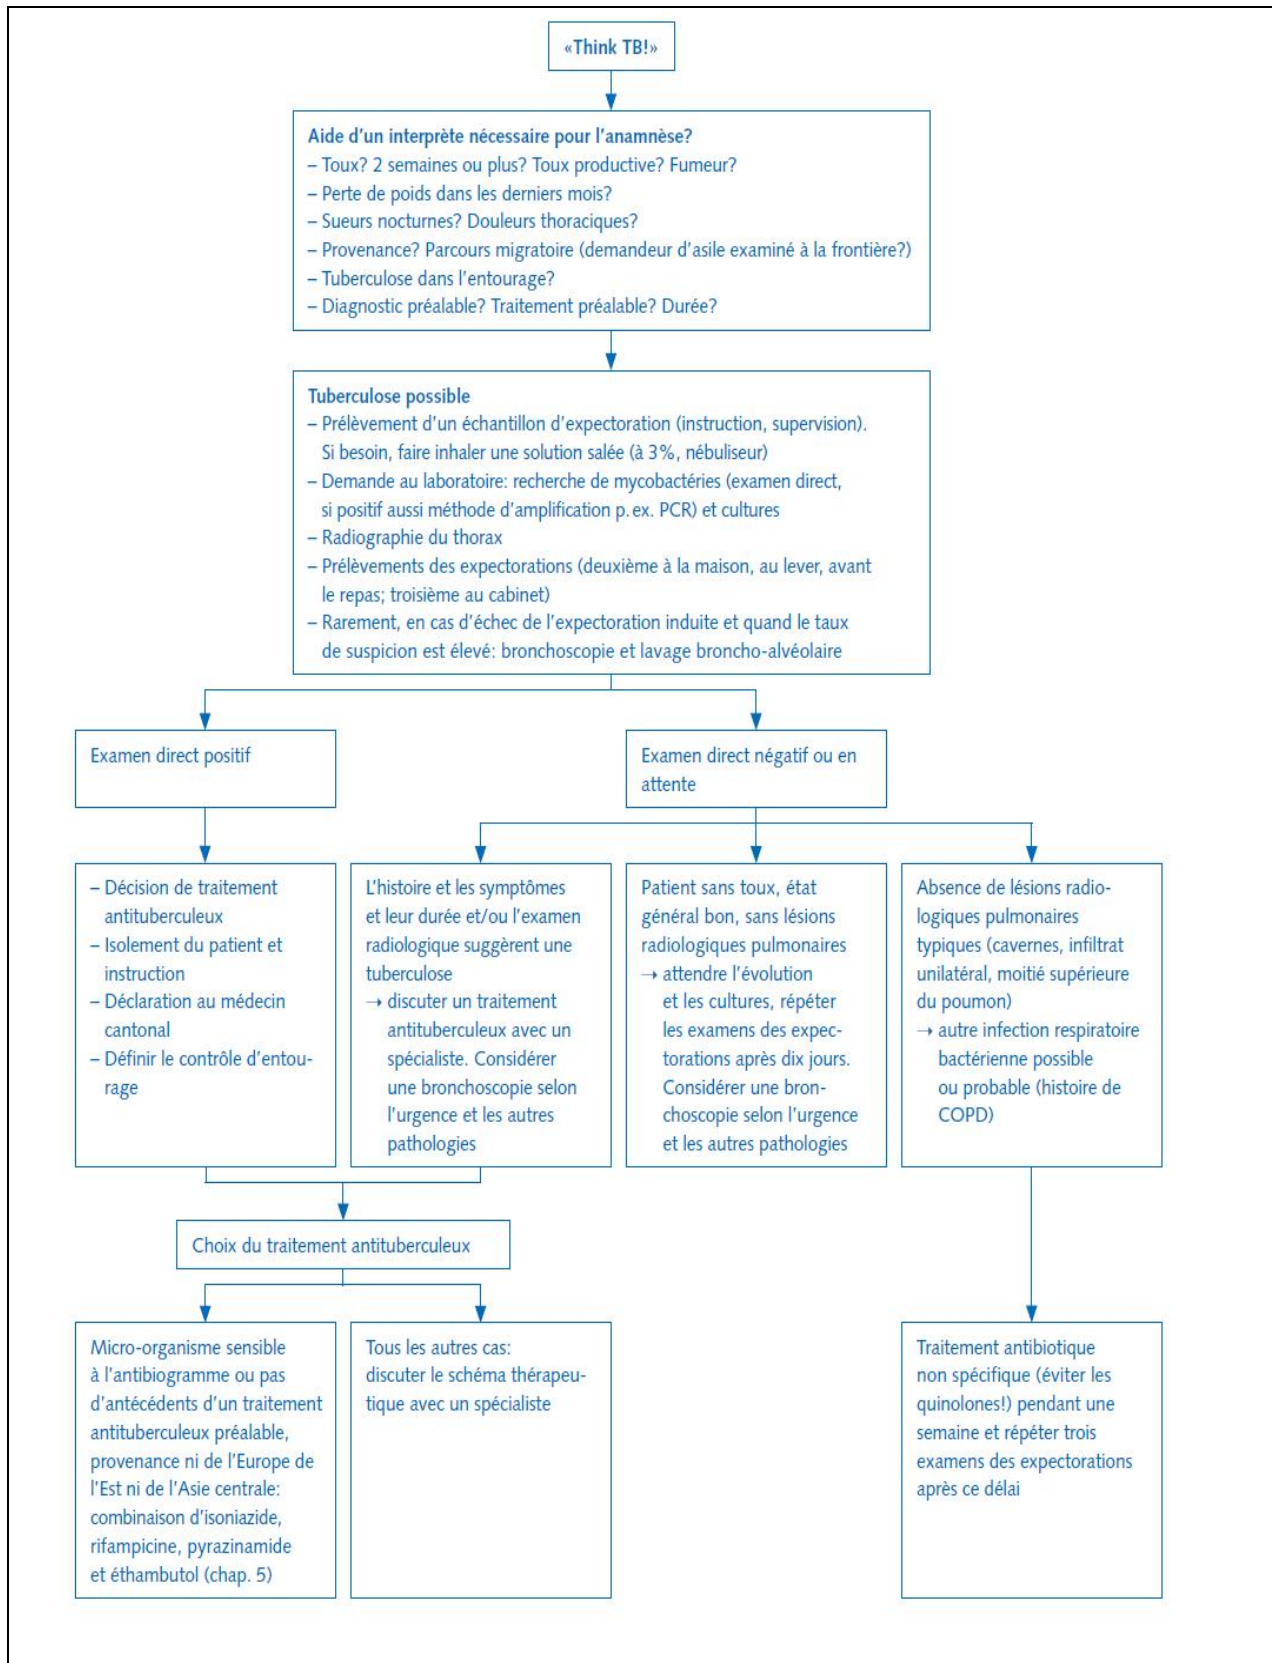 «Think TB!»
Aide d'un interprète nécessaire pour l'anamnèse?
– Toux? 2 semaines ou plus? Toux productive? Fumeur?
– Perte de poids dans les derniers mois?
– Sueurs nocturnes? Douleurs thoraciques?
– Provenance? Parcours migratoire (demandeur d'asile examiné à la frontière?)
– Tuberculose dans l'entourage?
– Diagnostic préalable? Traitement préalable? Durée?
Tuberculose possible
– Prélèvement d'un échantillon d'expectoration (instruction, supervision).
Si besoin, faire inhaler une solution salée (à 3%, nébuliseur)
– Demande au laboratoire: recherche de mycobactéries (examen direct,
si positif aussi méthode d'amplification p. ex. PCR) et cultures
– Radiographie du thorax
– Prélèvements des expectorations (deuxième à la maison, au lever, avant
le repas; troisième au cabinet)
– Rarement, en cas d'échec de l'expectoration induite et quand le taux
de suspicion est élevé: bronchoscopie et lavage broncho-alvéolaire
Examen direct positif
Examen direct négatif ou en
attente
– Décision de traitement
antituberculeux
– Isolement du patient et
instruction
– Déclaration au médecin
cantonal
– Définir le contrôle d'entou-
rage
L'histoire et les symptômes
et leur durée et/ou l'examen
radiologique suggèrent une
tuberculose
→ discuter un traitement
antituberculeux avec un
spécialiste. Considérer
une bronchoscopie selon
l'urgence et les autres
pathologies
Patient sans toux, état
général bon, sans lésions
radiologiques pulmonaires
→ attendre l'évolution
et les cultures, répéter
les examens des expec-
torations après dix jours.
Considérer une bron-
choscopie selon l'urgence
et les autres pathologies
Absence de lésions radio-
logiques pulmonaires
typiques (cavernes, infiltrat
unilatéral, moitié supérieure
du poumon)
→ autre infection respiratoire
bactérienne possible
ou probable (histoire de
COPD)
Choix du traitement antituberculeux
Micro-organisme sensible
à l'antibiogramme ou pas
d'antécédents d'un traitement
antituberculeux préalable,
provenance ni de l'Europe de
l'Est ni de l'Asie centrale:
combinaison d'isoniazide,
rifampicine, pyrazinamide
et éthambutol (chap. 5)
Tous les autres cas:
discuter le schéma thérapeu-
tique avec un spécialiste
Traitement antibiotique
non spécifique (éviter les
quinolones!) pendant une
semaine et répéter trois
examens des expectorations
après ce délai